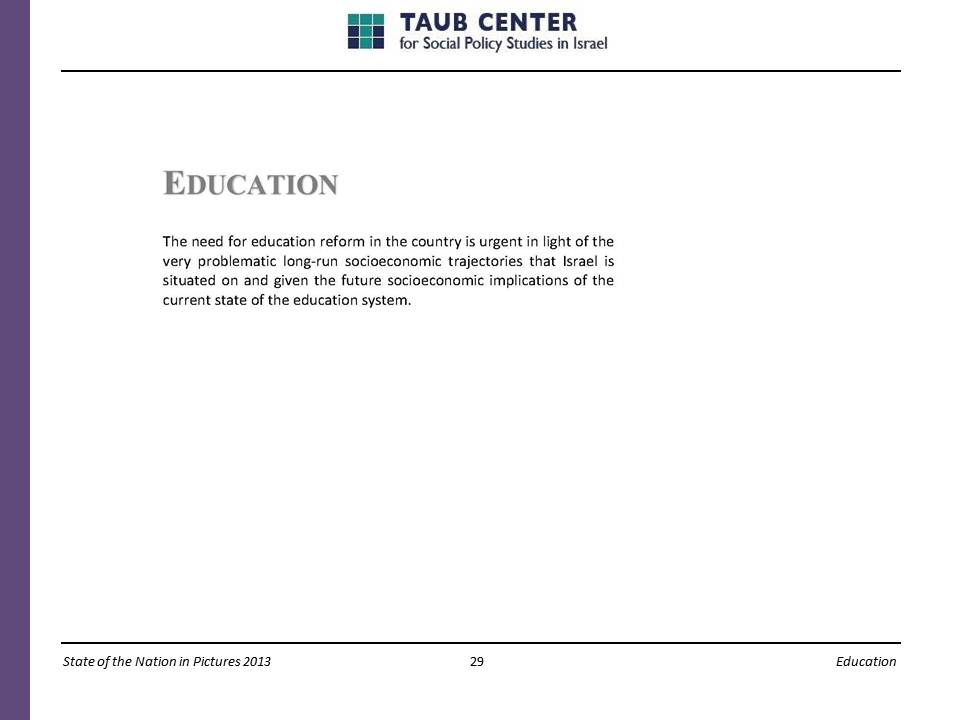 TAUB CENTER
for Social Policy Studies in Israel
EDUCATION
The need for education reform in the country is urgent in light of the
very problematic long-run socioeconomic trajectories that Israel is
situated on and given the future socioeconomic implications of the
current state of the education system.
State of the Nation in Pictures 2013 29 Education